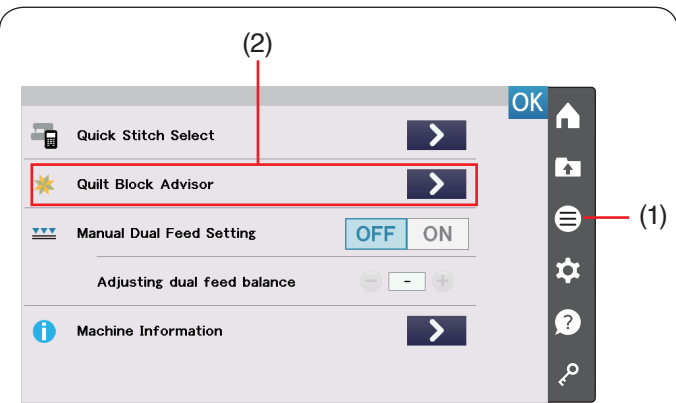 (2)
OK
Quick Stitch Select
Quilt Block Advisor
(1)
Manual Dual Feed Setting OFF ON
Adjusting dual feed balance − - +
Machine Information
i
?